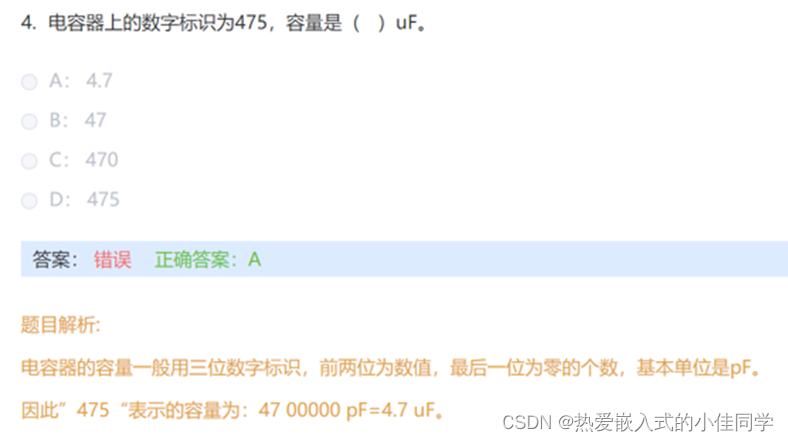 4. 电容器上的数字标识为475，容量是（ ）uF。
A： 4.7
B： 47
C： 470
D： 475
答案： 错误 正确答案：A
题目解析:
电容器的容量一般用三位数字标识，前两位为数值，最后一位为零的个数，基本单位是pF。
因此”475“表示的容量为：47 00000 pF=4.7 uF。
CSDN @热爱嵌入式的小佳同学